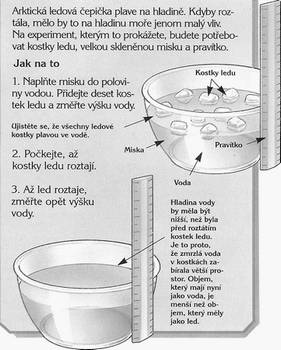 Arktická ledová čepička plave na hladině. Kdyby roz-
tála, mělo by to na hladinu moře jenom malý vliv.
Na experiment, kterým to prokážete, budete potřebo-
vat kostky ledu, velkou skleněnou misku a pravítko.
Jak na to
1. Naplňte misku do polovi-
ny vodou. Přidejte deset kos-
tek ledu a změřte výšku vody.
Ujistěte se, že všechny ledové
kostky plavou ve vodě.
2. Počkejte, až
kostky ledu roztají.
3. Až led roztaje,
změřte opět výšku
vody.
Kostky ledu
Miska
Pravítko
Voda
Hladina vody
by měla být
nižší, než byla
před roztátím
kostek ledu.
Je to proto,
že zmrzlá voda
v kostkách za-
bírala větší pro-
stor. Objem,
který mají nyní
jako voda, je
menší než ob-
jem, který měly
jako led.